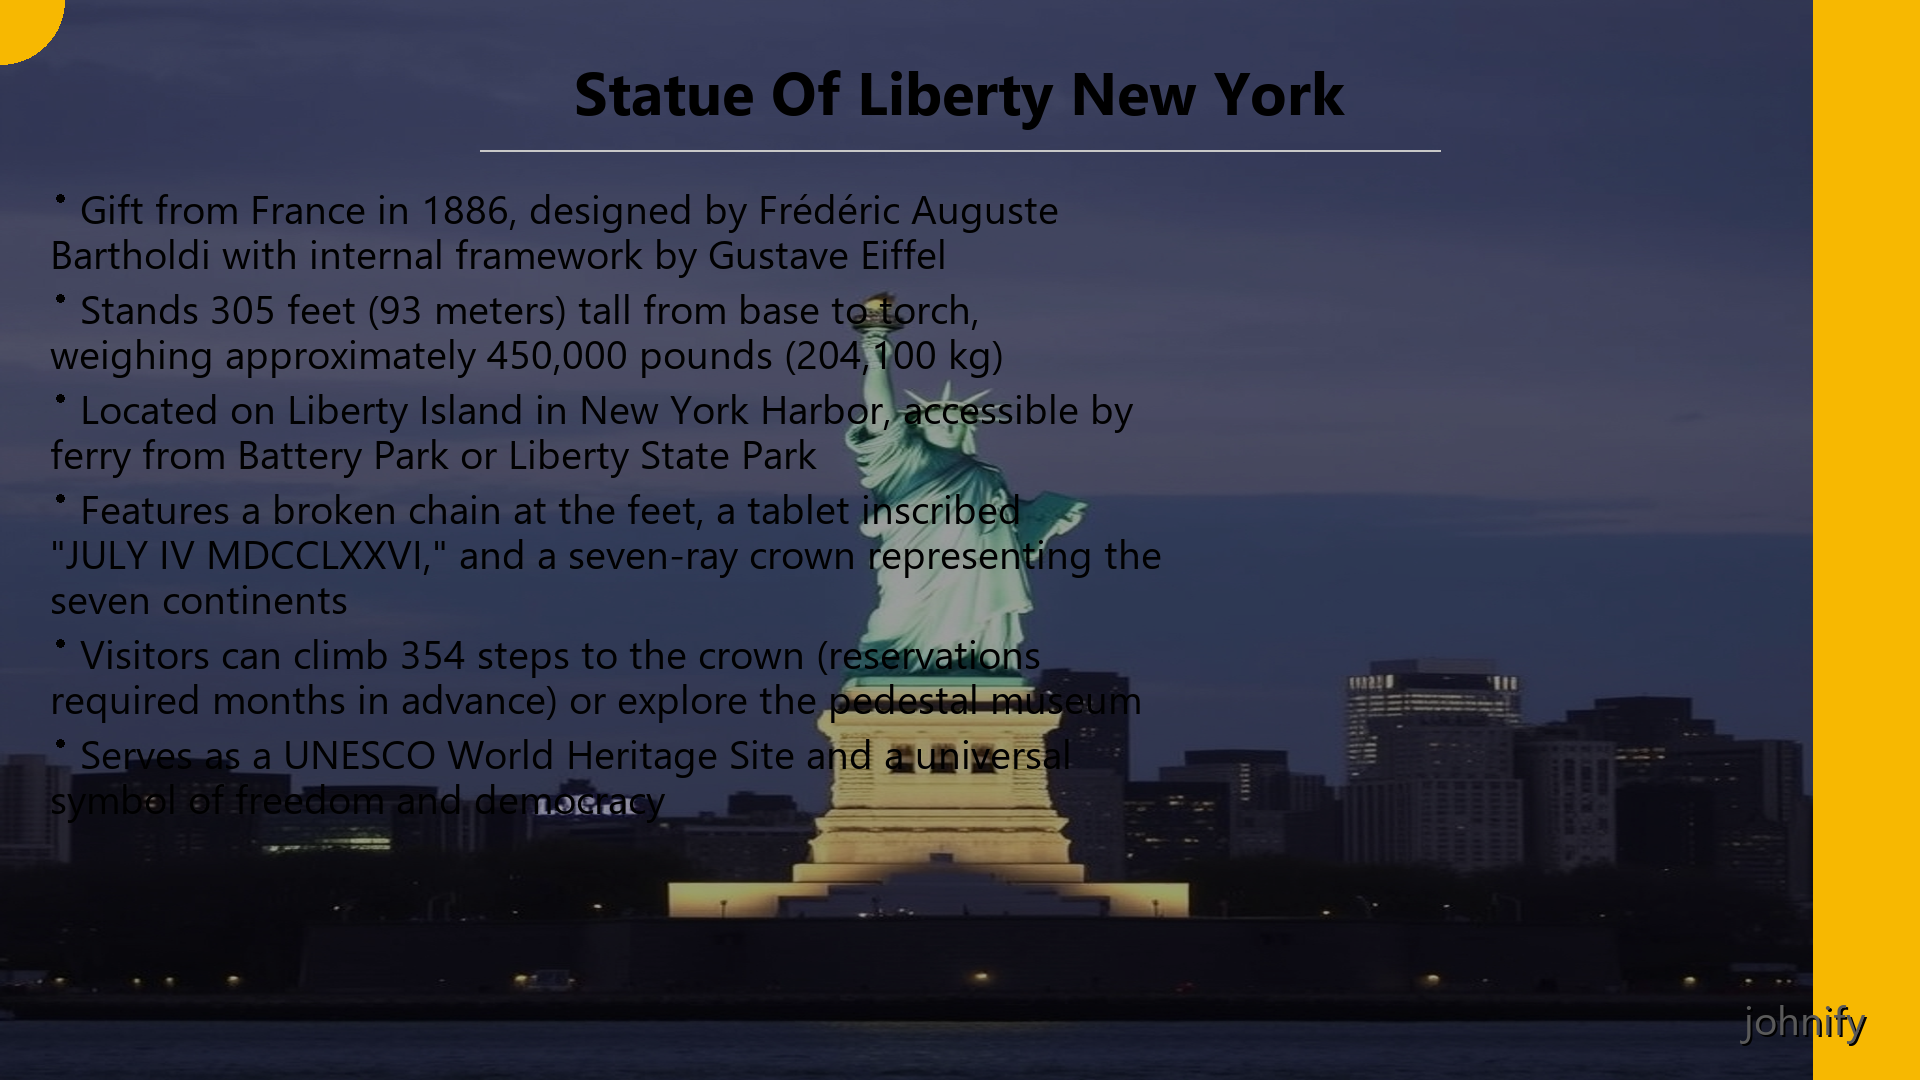 Statue Of Liberty New York
• Gift from France in 1886, designed by Frédéric Auguste
Bartholdi with internal framework by Gustave Eiffel
• Stands 305 feet (93 meters) tall from base to torch,
weighing approximately 450,000 pounds (204,100 kg)
• Located on Liberty Island in New York Harbor, accessible by
ferry from Battery Park or Liberty State Park
• Features a broken chain at the feet, a tablet inscribed
"JULY IV MDCCLXXVI," and a seven-ray crown representing the
seven continents
• Visitors can climb 354 steps to the crown (reservations
required months in advance) or explore the pedestal museum
• Serves as a UNESCO World Heritage Site and a universal
symbol of freedom and democracy
johnify